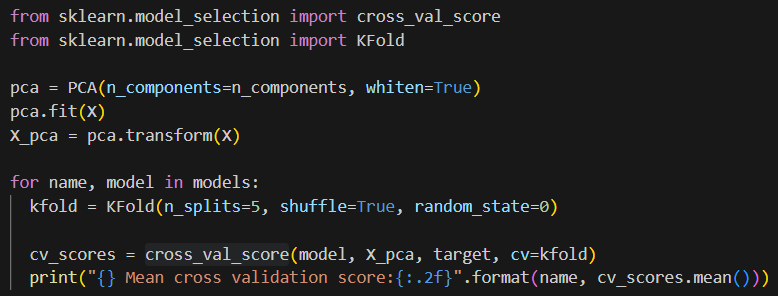 from sklearn.model_selection import cross_val_score
from sklearn.model_selection import KFold
pca = PCA(n_components=n_components, whiten=True)
pca.fit(X)
X_pca = pca.transform(X)
for name, model in models:
kfold = KFold(n_splits=5, shuffle=True, random_state=0)
cv_scores = cross_val_score(model, X_pca, target, cv=kfold)
print("{} Mean cross validation score:{:.2f}".format(name, cv_scores.mean()))